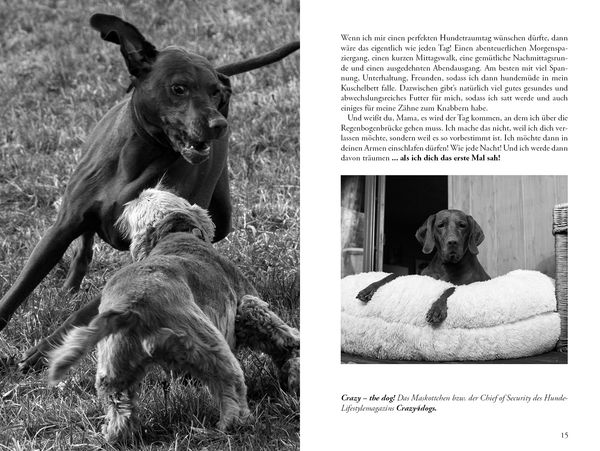 Wenn ich mir einen perfekten Hundetraumtag wünschen dürfte, dann
wäre das eigentlich wie jeden Tag! Einen abenteuerlichen Morgenspa-
ziergang, einen kurzen Mittagswalk, eine gemütliche Nachmittagsrun-
de und einen ausgedehnten Abendausgang. Am besten mit viel Span-
nung, Unterhaltung, Freunden, sodass ich dann hundemüde in mein
Kuschelbett falle. Dazwischen gibt's natürlich viel gutes gesundes und
abwechslungsreiches Futter für mich, sodass ich satt werde und auch
einiges für meine Zähne zum Knabbern habe.
Und weißt du, Mama, es wird der Tag kommen, an dem ich über die
Regenbogenbrücke gehen muss. Ich mache das nicht, weil ich dich ver-
lassen möchte, sondern weil es so vorbestimmt ist. Ich möchte dann in
deinen Armen einschlafen dürfen! Wie jede Nacht! Und ich werde dann
davon träumen ... als ich dich das erste Mal sah!
Crazy – the dog! Das Maskottchen bzw. der Chief of Security des Hunde-
Lifestylemagazins Crazy4dogs.
15